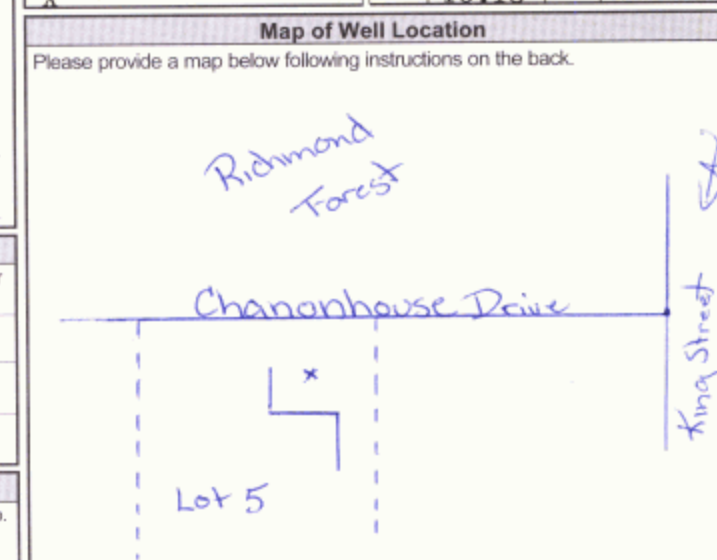 Map of Well Location
Please provide a map below following instructions on the back.
Richmond
Forest
Chanonhouse Drive
King Street
x
Lot 5